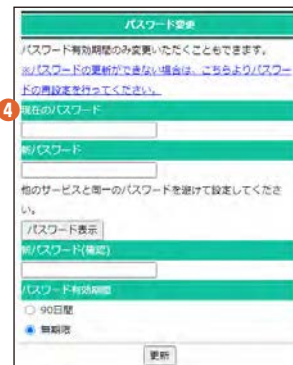 パスワード変更
パスワード有効期間のみ変更いただくこともできます。
※パスワードの更新ができない場合は、こちらよりパスワー
ドの再設定を行ってください。
4
現在のパスワード
新パスワード
他のサービスと同一のパスワードを避けて設定してくださ
い。
パスワード表示
新パスワード(確認)
パスワード有効期間
90日間
無期限
更新